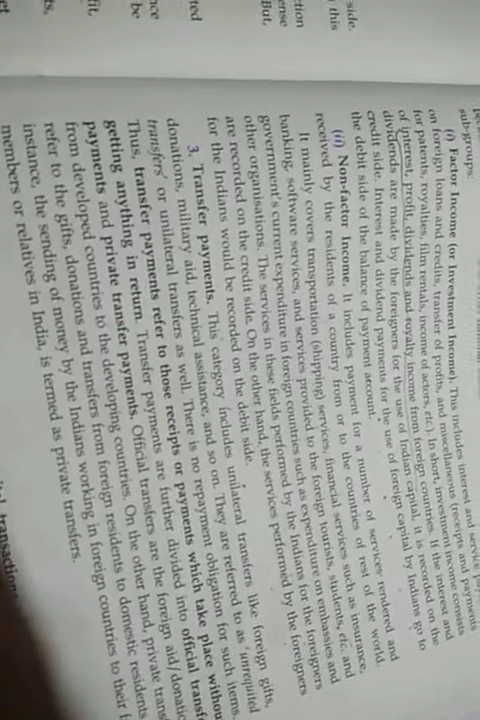 side.
this
ction
ense
But,
ted
nce
be
fit,
ts,
et
sub-groups:
(i) Factor Income (or Investment Income). This includes interest and service
on foreign loans and credits, transfer of profits, and miscellaneous (receipts and payments
for patents, royalties, film rentals, income of actors, etc.). In short, investment income consists
of interest, profit, dividends and royalty income from foreign countries. If the interest and
dividends are made by the foreigners for the use of Indian capital, it is recorded on the
credit side. Interest and dividend payments for the use of foreign capital by Indians go to
the debit side of the balance of payment account.
(ii) Non-factor Income. It includes payment for a number of services rendered and
received by the residents of a country from or to the countries of rest of the world.
It mainly covers transportation (shipping) services, financial services such as insurance,
banking, software services, and services provided to the foreign tourists, students, etc. and
government's current expenditure in foreign countries such as expenditure on embassies and
other organisations. The services in these fields performed by the Indians for the foreigners
are recorded on the credit side. On the other hand, the services performed by the foreigners
for the Indians would be recorded on the debit side.
3. Transfer payments. This category includes unilateral transfers like foreign gifts,
donations, military aid, technical assistance, and so on. They are referred to as 'unrequited
transfers' or unilateral transfers as well. There is no repayment obligation for such items.
Thus, transfer payments refer to those receipts or payments which take place withou
getting anything in return. Transfer payments are further divided into official transf
payments and private transfer payments. Official transfers are the foreign aid/donatio
from developed countries to the developing countries. On the other hand, private trans
refer to the gifts, donations and transfers from foreign residents to domestic residents
instance, the sending of money by the Indians working in foreign countries to their f
members or relatives in India, is termed as private transfers.
transactions